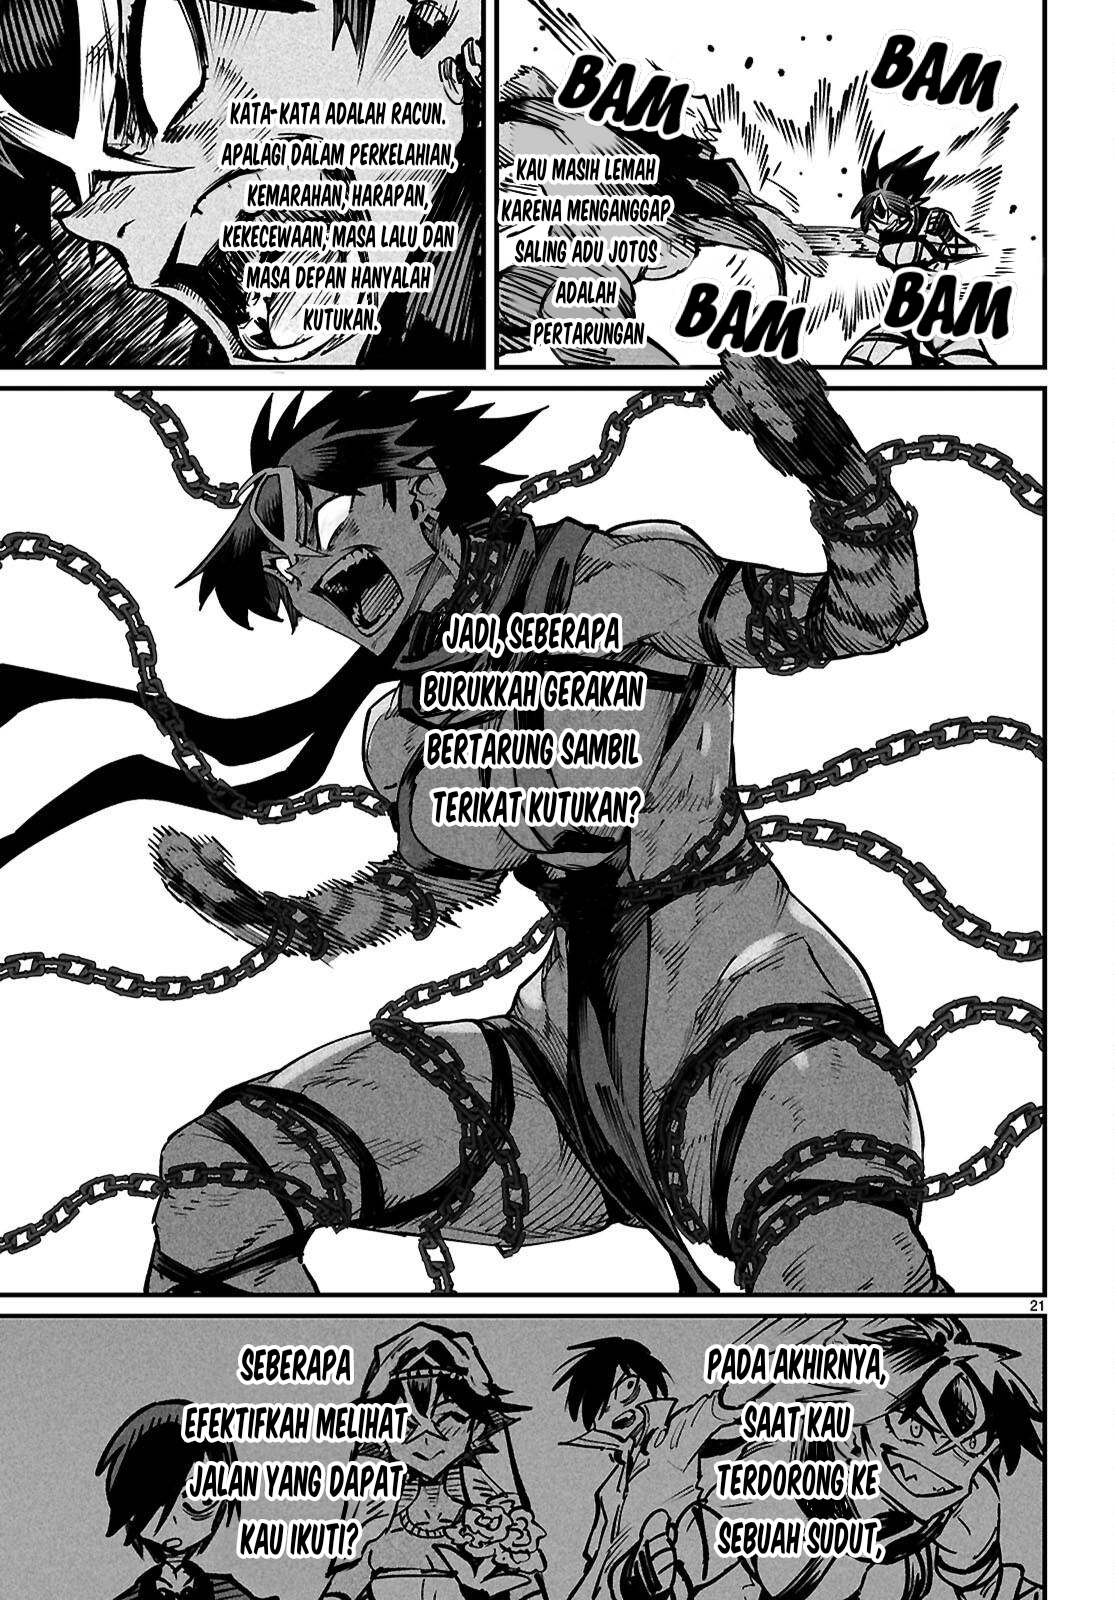 BAM
BAM
KAU MASIH LEMAH
KARENA MENGANGGAP
SALING ADU JOTOS
ADALAH
PERTARUNGAN
BAM
BAM
KATA-KATA ADALAH RACUN.
APALAGI DALAM PERKELAHIAN,
KEMARAHAN, HARAPAN,
KEKECEWAAN, MASA LALU DAN
MASA DEPAN HANYALAH
KUTUKAN.
JADI, SEBERAPA
BURUKKAH GERAKAN
BERTARUNG SAMBIL
TERIKAT KUTUKAN?
21
PADA AKHIRNYA,
SAAT KAU
TERDORONG KE
SEBUAH SUDUT,
SEBERAPA
EFEKTIFKAH MELIHAT
JALAN YANG DAPAT
KAU IKUTI?